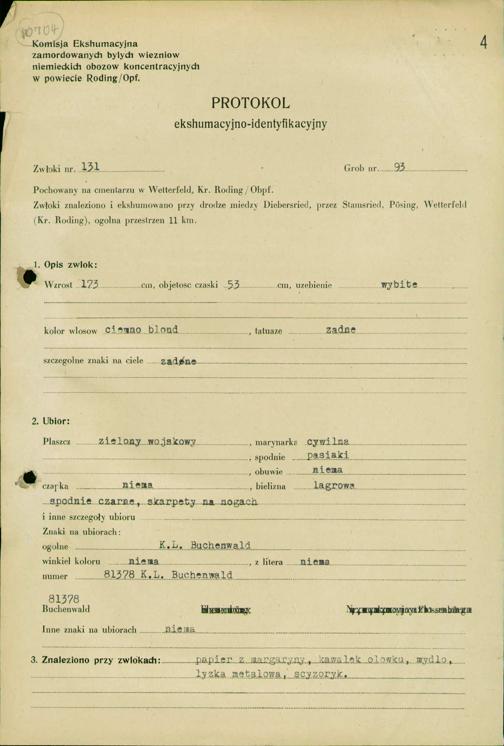 10704
4
Komisja Ekshumacyjna
zamordowanych bylych wiezniow
niemieckich obozow koncentracyjnych
w powiecie Roding/Opf.
PROTOKOL
ekshumacyjno-identyfikacyjny
Zwłoki nr. 131 Grob nr. 93
Pochowany na cmentarzu w Wetterfeld, Kr. Roding/Obpf.
Zwłoki znaleziono i ekshumowano przy drodze miedzy Diebersried, przez Stamsried, Pösing, Wetterfeld
(Kr. Roding), ogolna przestrzen 11 km.
1. Opis zwlok:
Wzrost 173 cm, objetosc czaski 53 cm, uzebienie wybite
kolor wlosow ciemno blond , tatuaze zadne
szczegolne znaki na ciele zadne
2. Ubior:
Płaszcz zielony wojskowy , marynarka cywilna
, spodnie pasiaki
, obuwie niema
czapka niema , bielizna lagrowa
spodnie czarne, skarpety na nogach
i inne szczegoły ubioru
Znaki na ubiorach:
ogolne K.L. Buchenwald
winkiel koloru niema , z litera niema
numer 81378 K.L. Buchenwald
81378
Buchenwald
Inne znaki na ubiorach niema
3. Znaleziono przy zwłokach: papier z margaryny, kawalek olowku, mydlo,
lyzka metalowa, scyzoryk.